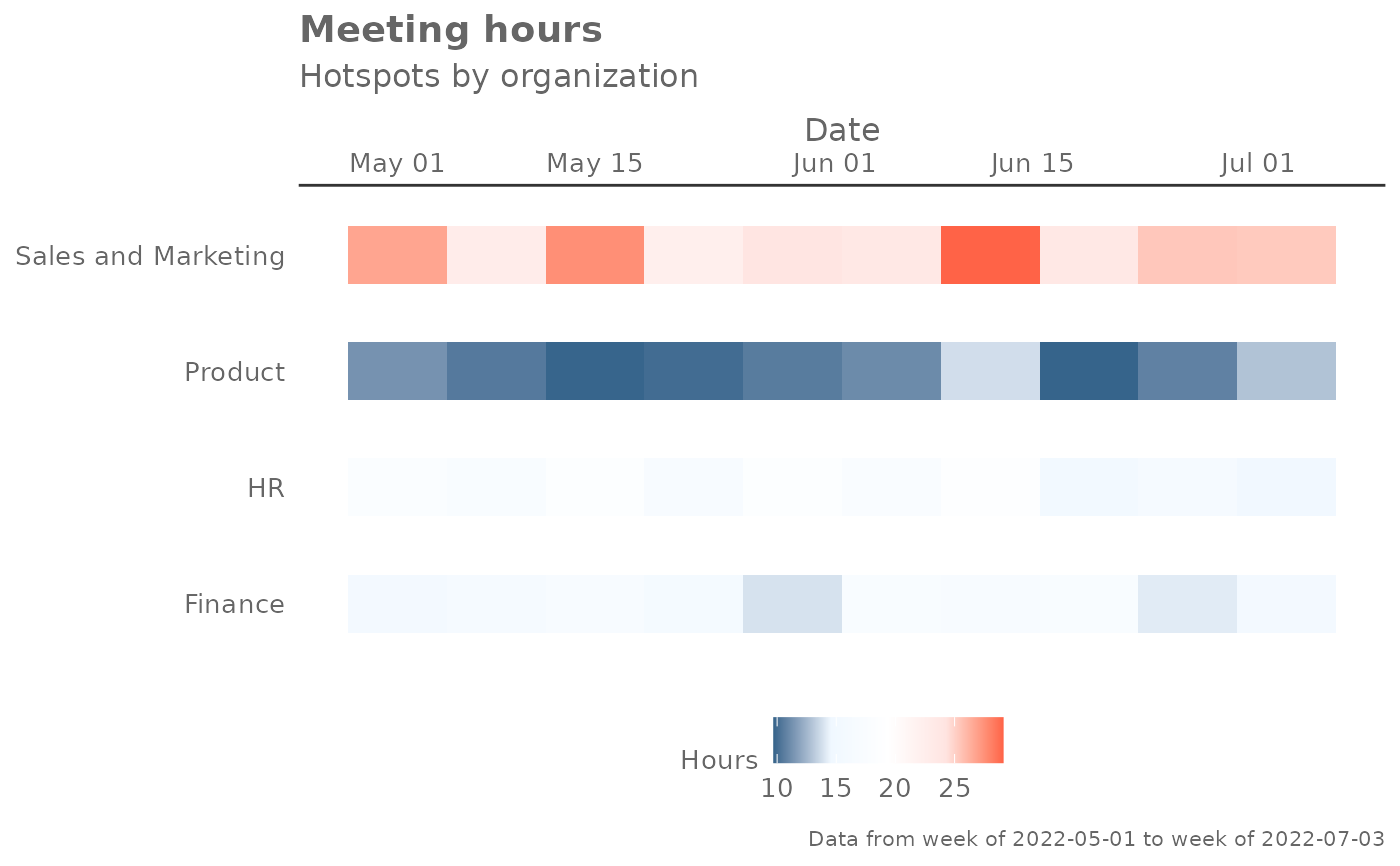 Meeting hours
Hotspots by organization
Date
May 01 May 15 Jun 01 Jun 15 Jul 01
Sales and Marketing
Product
HR
Finance
Hours
10 15 20 25
Data from week of 2022-05-01 to week of 2022-07-03